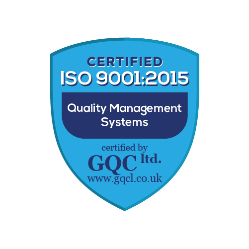 CERTIFIED
ISO 9001:2015
Quality Management
Systems
certified by
GQC ltd.
www.gqcl.co.uk